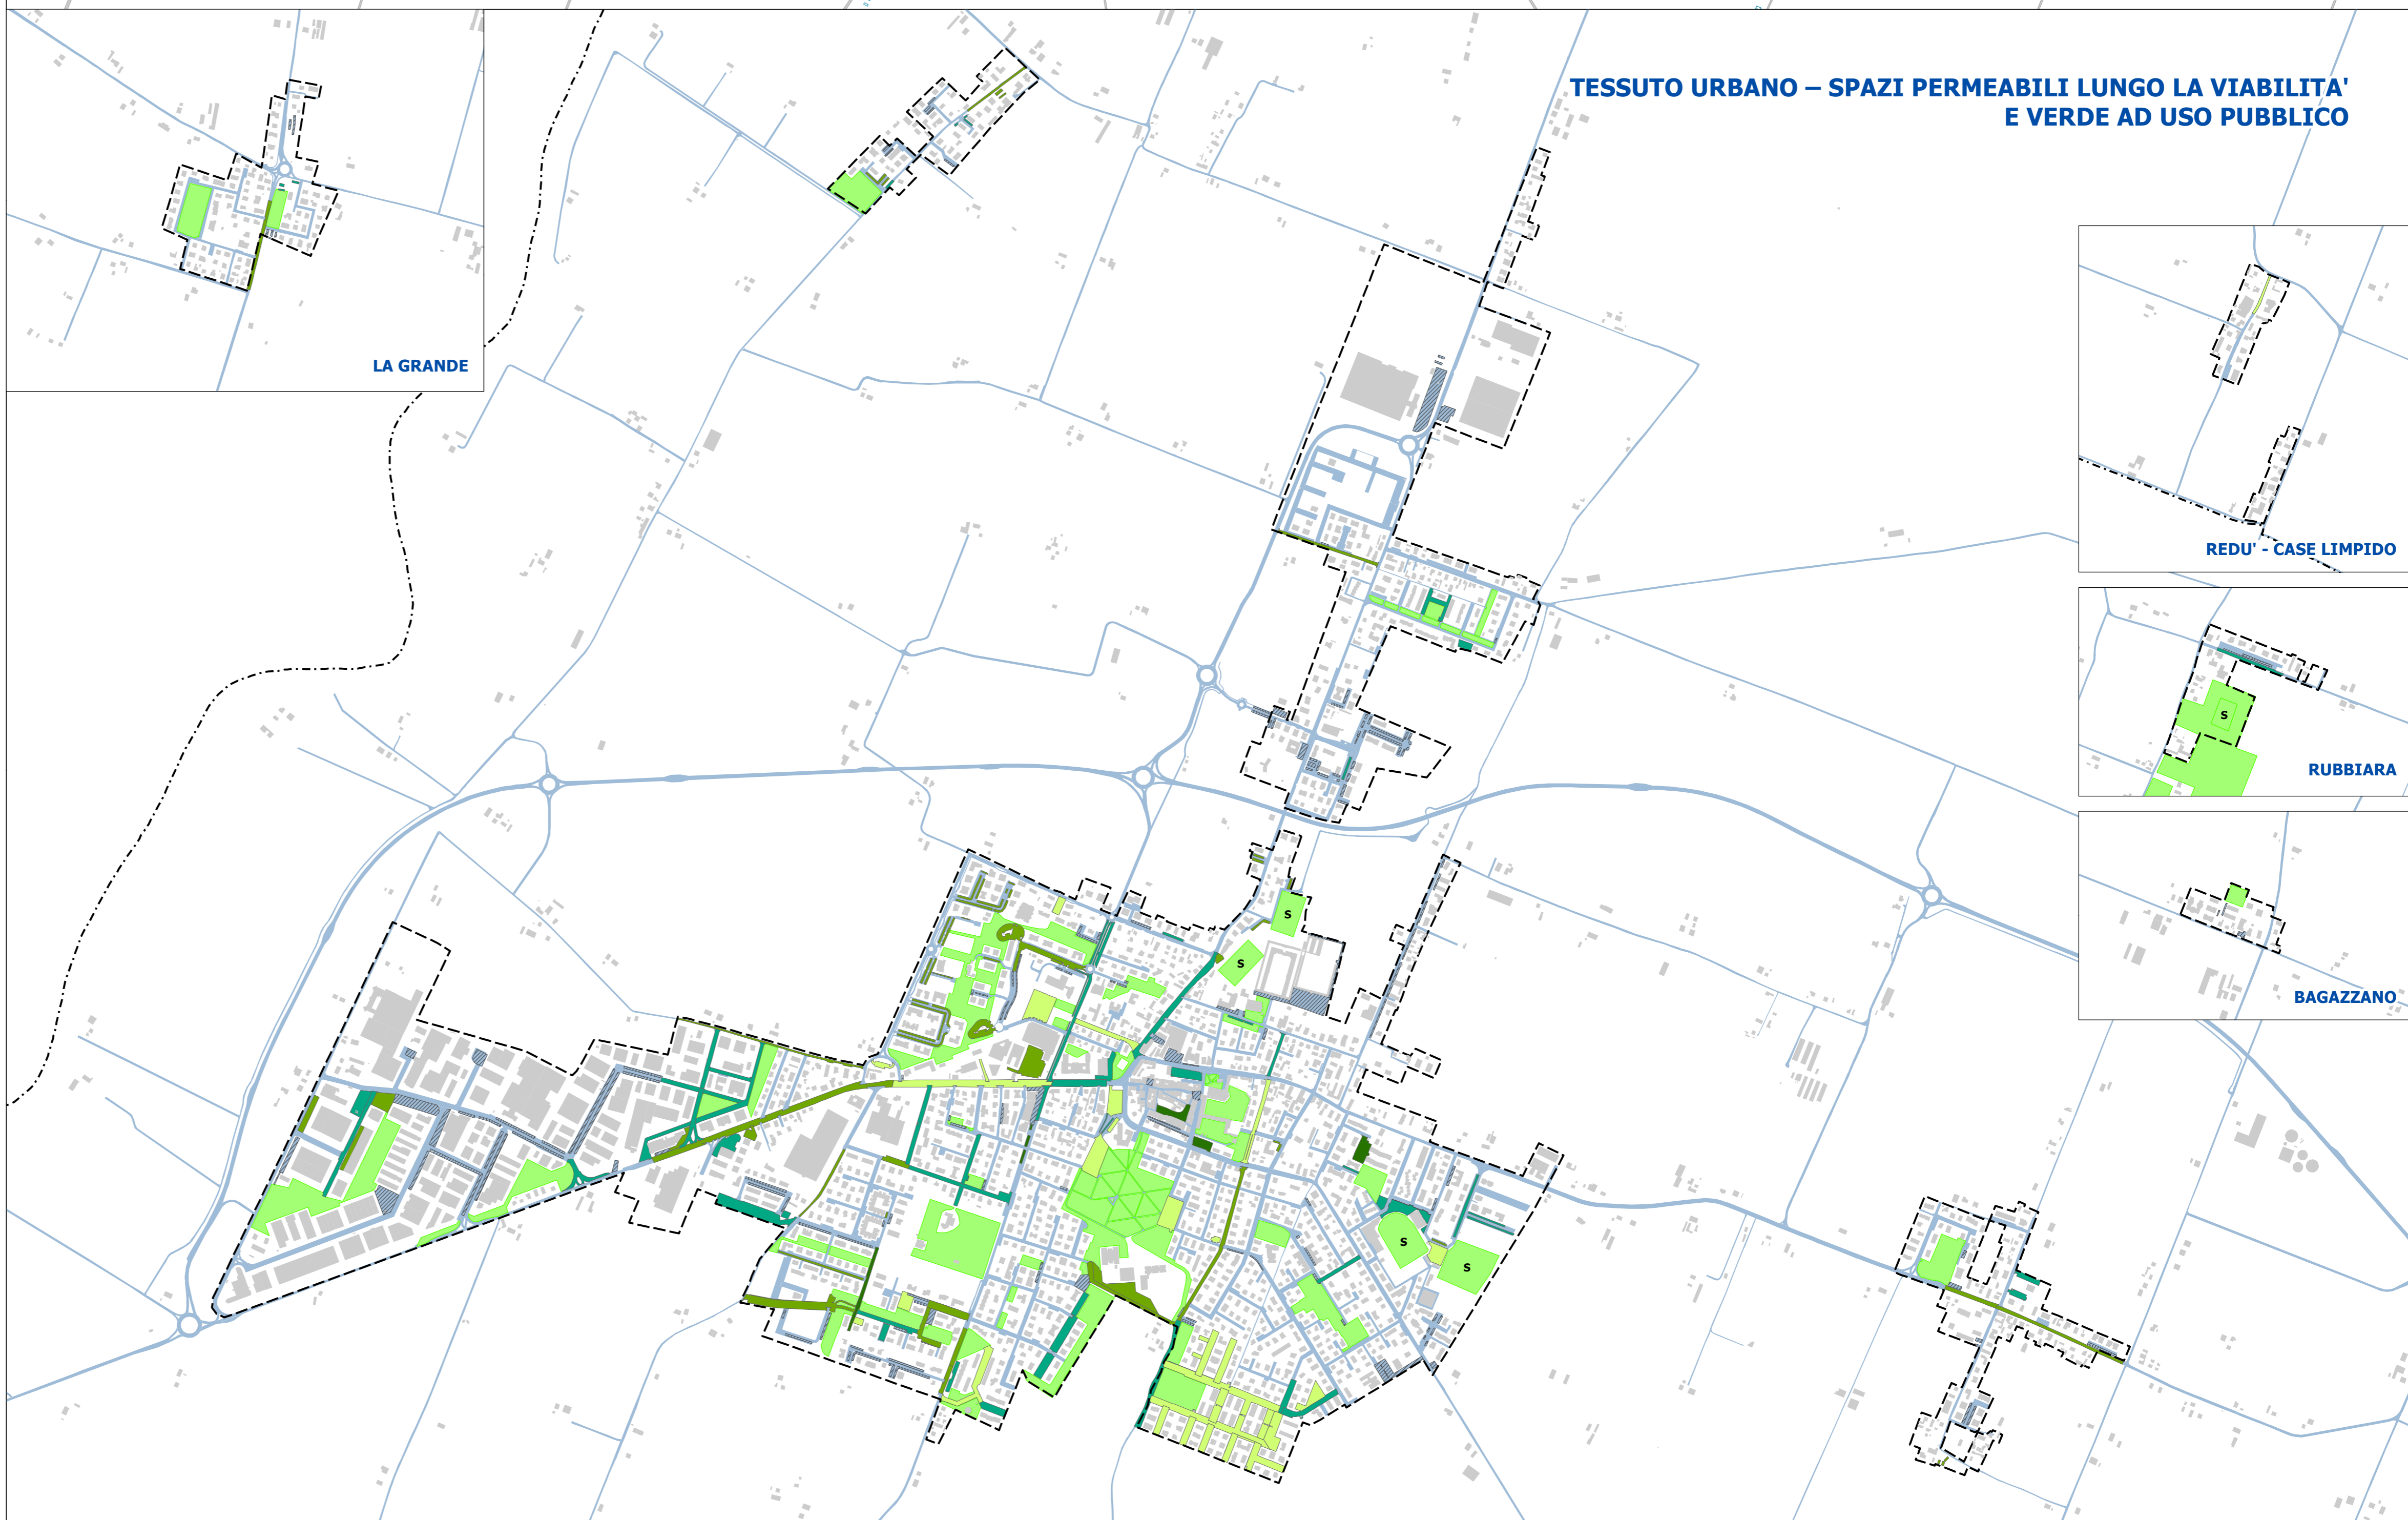 TESSUTO URBANO – SPAZI PERMEABILI LUNGO LA VIABILITA'
E VERDE AD USO PUBBLICO
LA GRANDE
REDU' - CASE LIMPIDO
S
RUBBIARA
S
S
BAGAZZANO
S
S